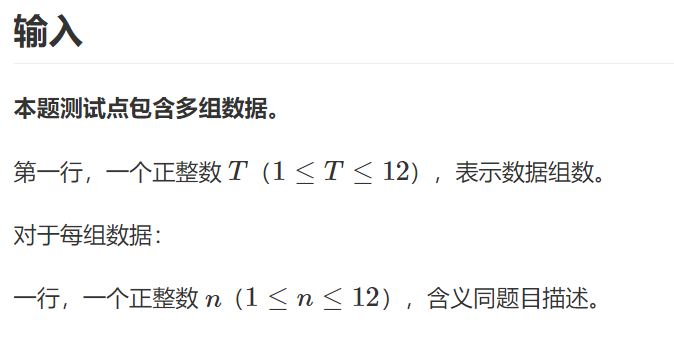 输入
本题测试点包含多组数据。
第一行，一个正整数 T（1 ≤ T ≤ 12），表示数据组数。
对于每组数据：
一行，一个正整数 n（1 ≤ n ≤ 12），含义同题目描述。